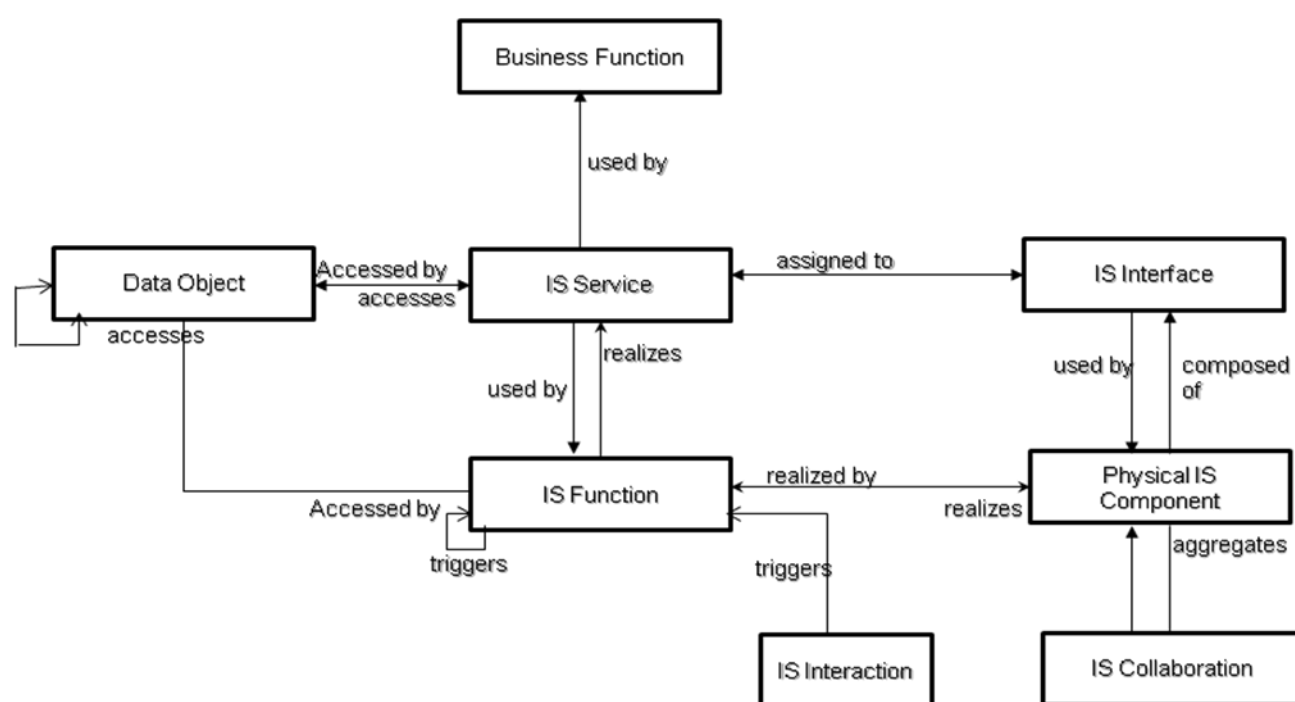 Business Function
used by
Data Object
Accessed by
accesses
IS Service
assigned to
IS Interface
accesses
realizes
used by
used by
composed
of
IS Function
Accessed by
triggers
realized by
realizes
Physical IS
Component
aggregates
triggers
IS Interaction
IS Collaboration